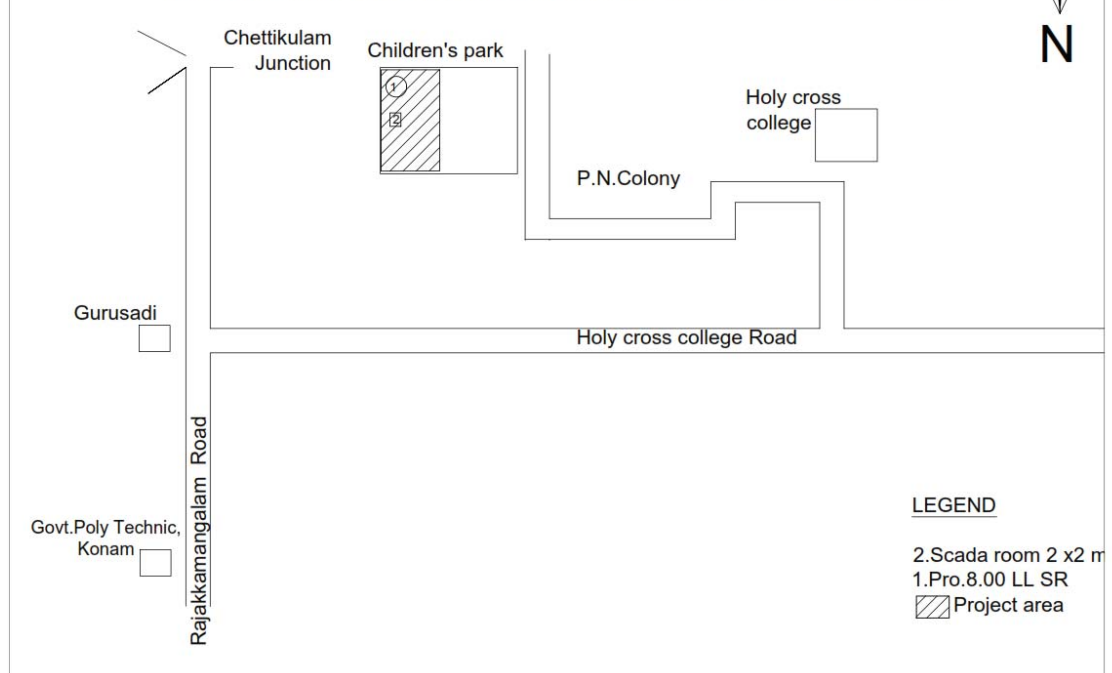 N
Chettikulam
Junction
Children's park
1
2
Holy cross
college
P.N.Colony
Gurusadi
Holy cross college Road
Rajakkamangalam Road
Govt.Poly Technic,
Konam
LEGEND
2.Scada room 2 x2 m
1.Pro.8.00 LL SR
Project area